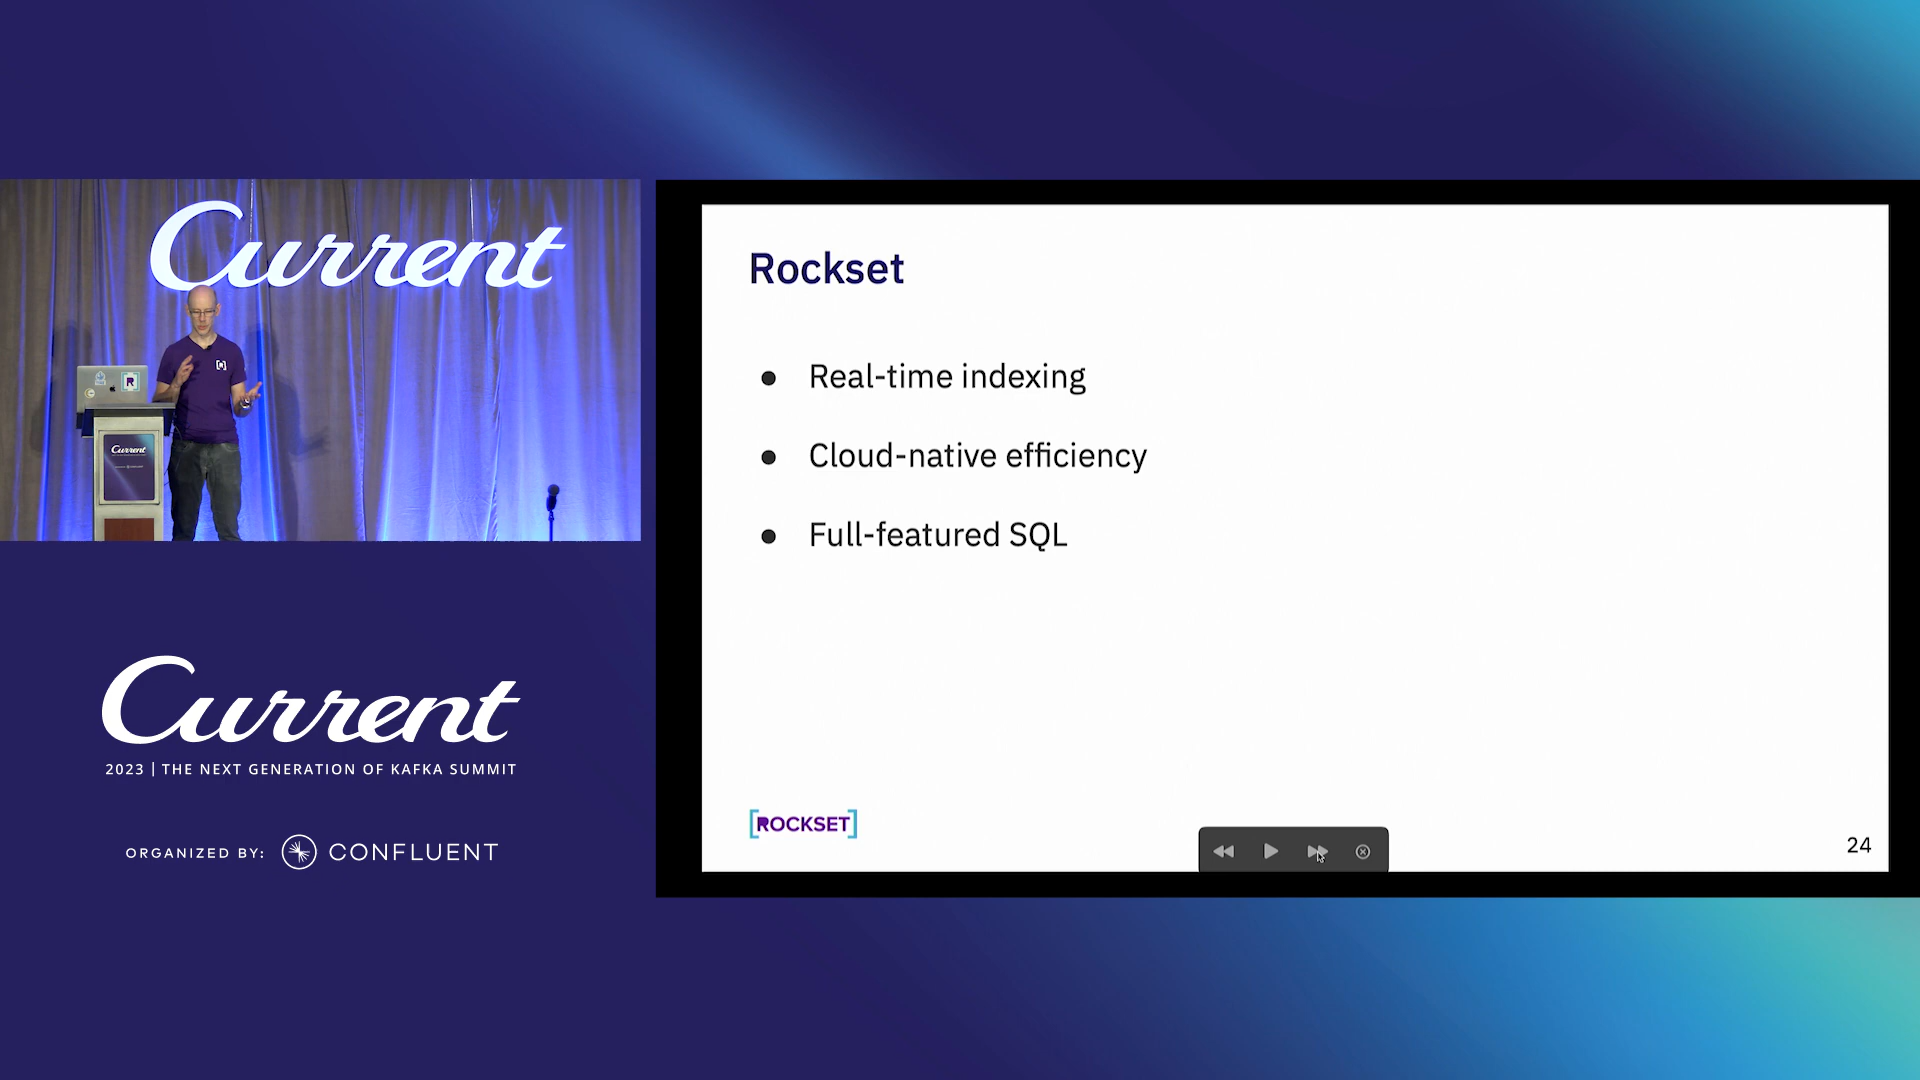 Current
Current
Current
2023 | THE NEXT GENERATION OF KAFKA SUMMIT
ORGANIZED BY: CONFLUENT
Rockset
● Real-time indexing
● Cloud-native efficiency
● Full-featured SQL
[ROCKSET]
24